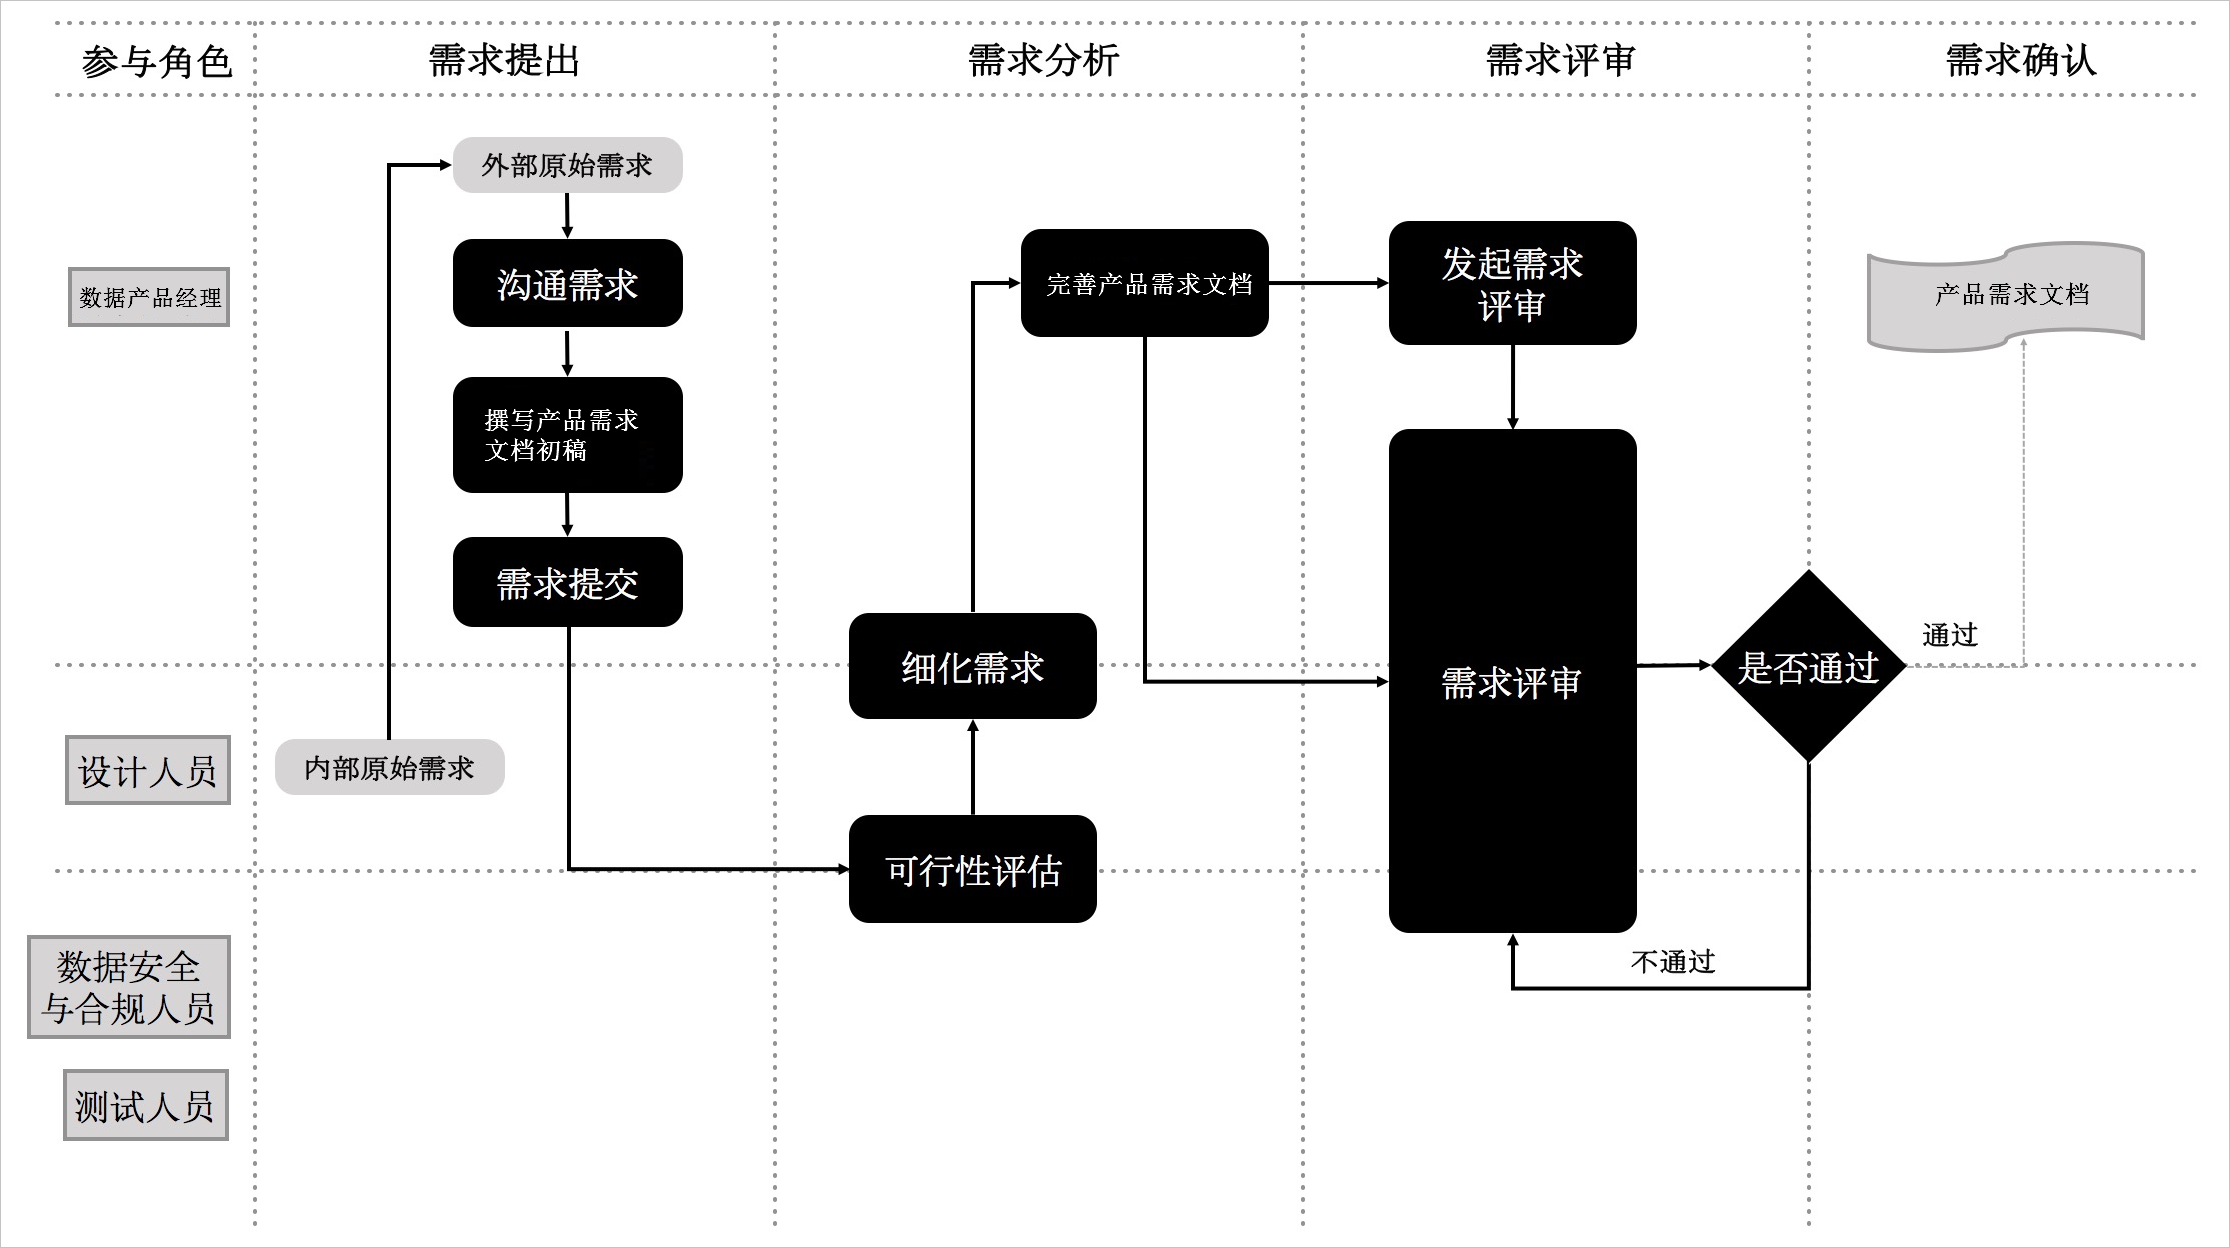 参与角色
需求提出
需求分析
需求评审
需求确认
外部原始需求
沟通需求
数据产品经理
撰写产品需求
文档初稿
需求提交
完善产品需求文档
发起需求
评审
产品需求文档
设计人员
内部原始需求
细化需求
可行性评估
需求评审
是否通过
通过
不通过
数据安全
与合规人员
测试人员